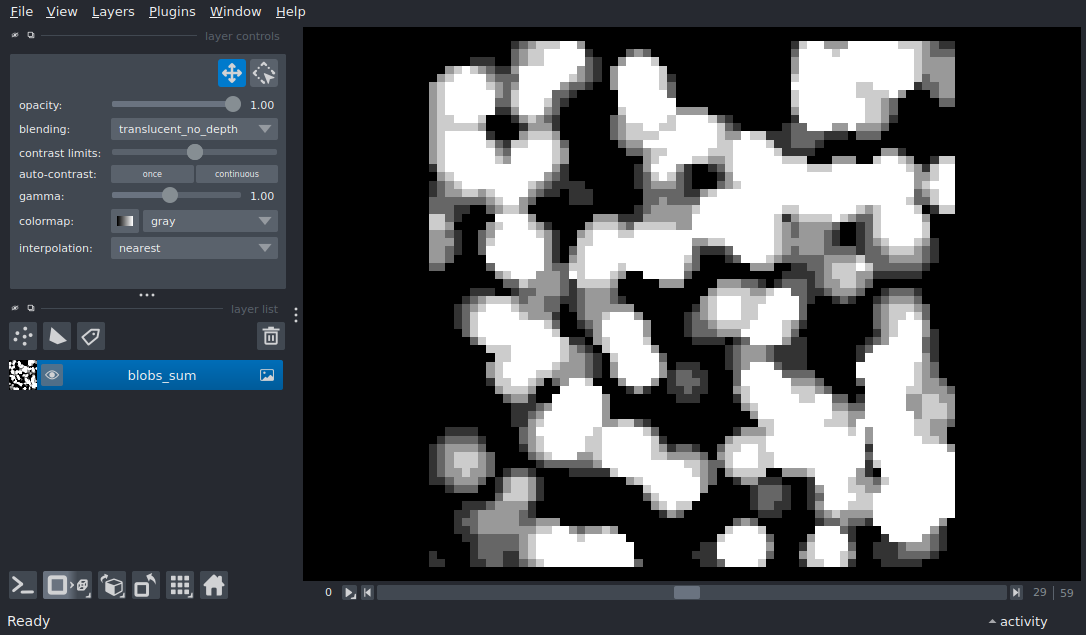 File View Layers Plugins Window Help
layer controls
opacity: 1.00
blending: translucent_no_depth
contrast limits:
auto-contrast: once continuous
gamma: 1.00
colormap: gray
interpolation: nearest
layer list
blobs_sum
0 29 59
Ready activity